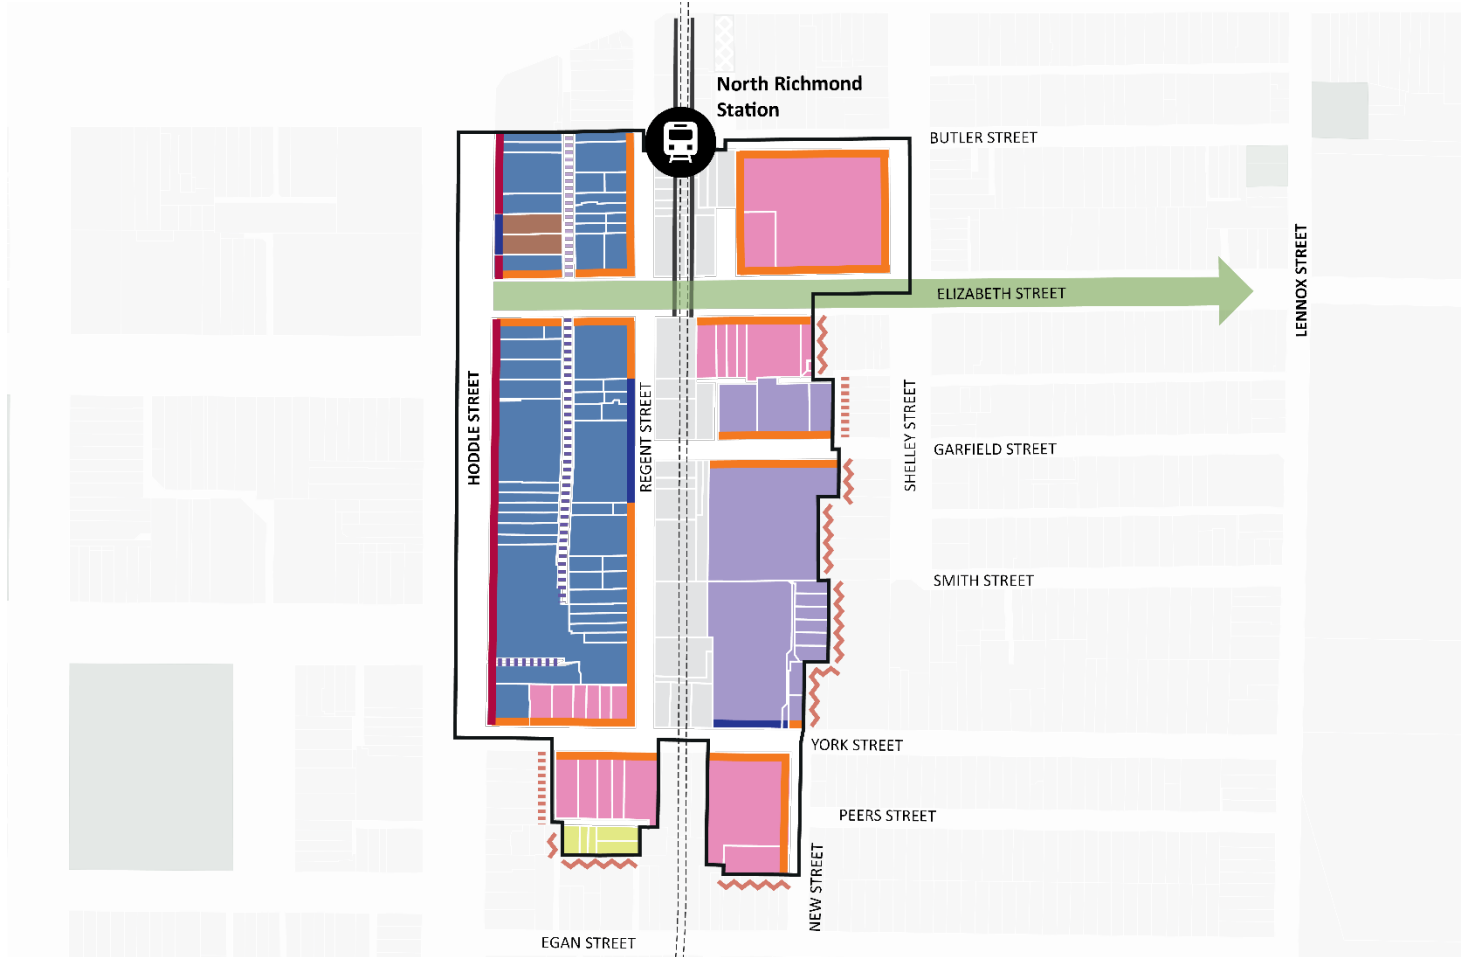 North Richmond
Station
BUTLER STREET
LENNOX STREET
ELIZABETH STREET
HODDLE STREET
REGENT STREET
SHELLEY STREET
GARFIELD STREET
SMITH STREET
YORK STREET
PEERS STREET
NEW STREET
EGAN STREET